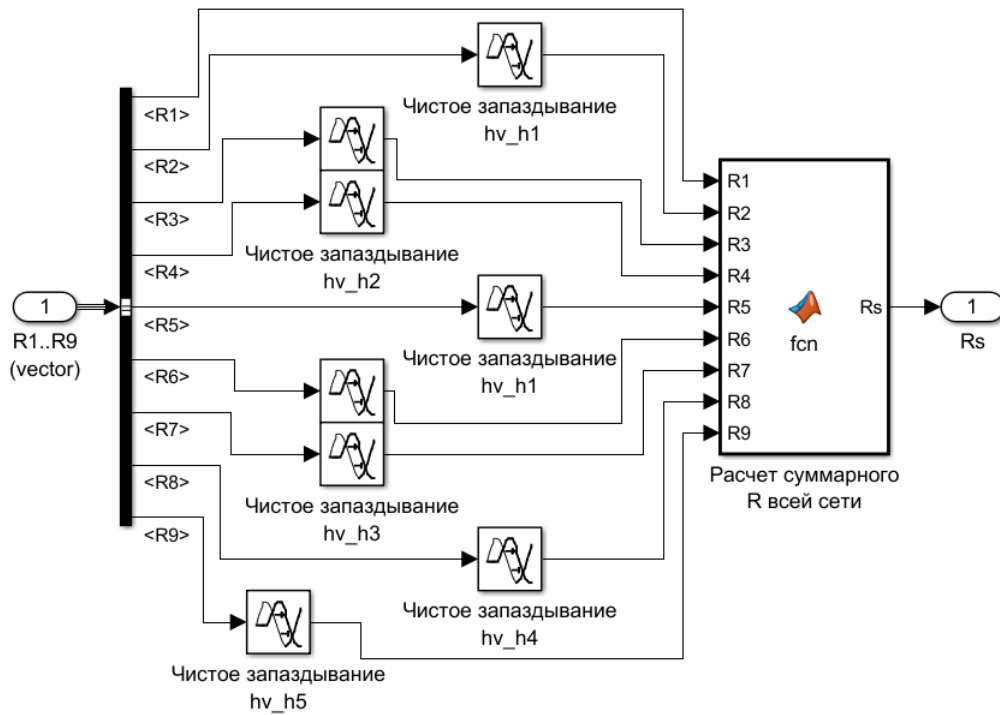 Чистое запаздывание
hv_h1
<R1>
<R2>
<R3>
<R4>
Чистое запаздывание
hv_h2
1
R1..R9
(vector)
<R5>
Чистое запаздывание
hv_h1
<R6>
<R7>
<R8>
<R9>
Чистое запаздывание
hv_h3
Чистое запаздывание
hv_h4
Чистое запаздывание
hv_h5
R1
R2
R3
R4
R5
R6
R7
R8
R9
fcn
Rs
Расчет суммарного
R всей сети
1
Rs